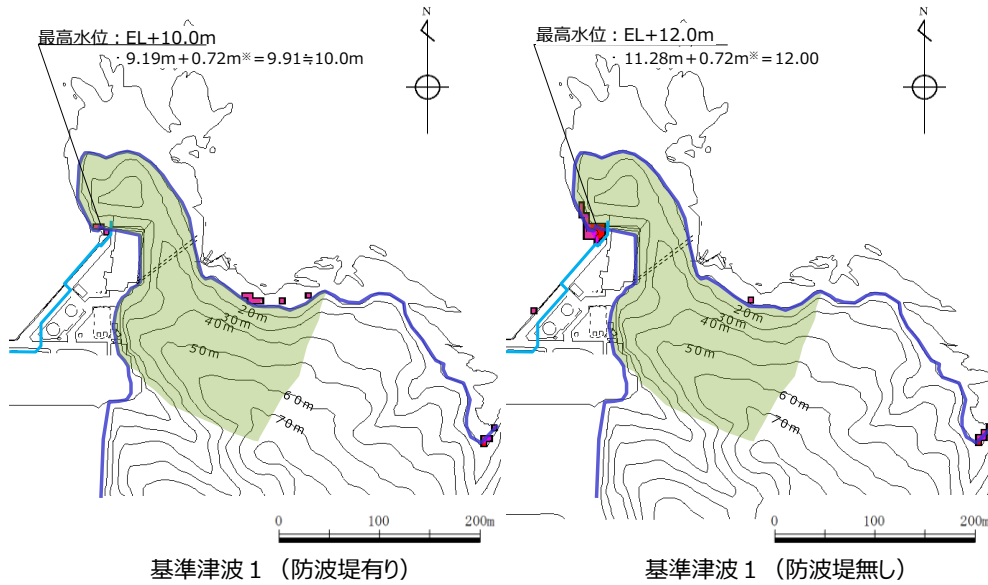 最高水位：EL+10.0m
・9.19m＋0.72m※＝9.91≒10.0m
N
20m
30m
40m
50m
60m
70m
0 100 200m
基準津波１（防波堤有り）
最高水位：EL+12.0m
・11.28m＋0.72m※＝12.00
N
20m
30m
40m
50m
60m
70m
0 100 200m
基準津波１（防波堤無し）